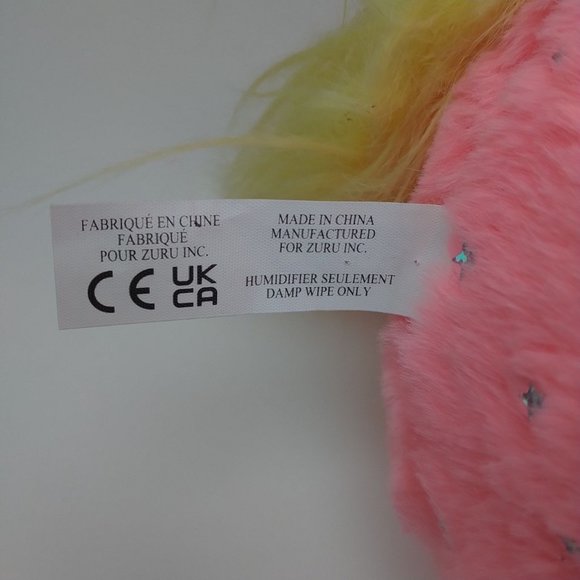 FABRIQUÉ EN CHINE
FABRIQUÉ
POUR ZURU INC.
CE UK
CA
MADE IN CHINA
MANUFACTURED
FOR ZURU INC.
HUMIDIFIER SEULEMENT
DAMP WIPE ONLY